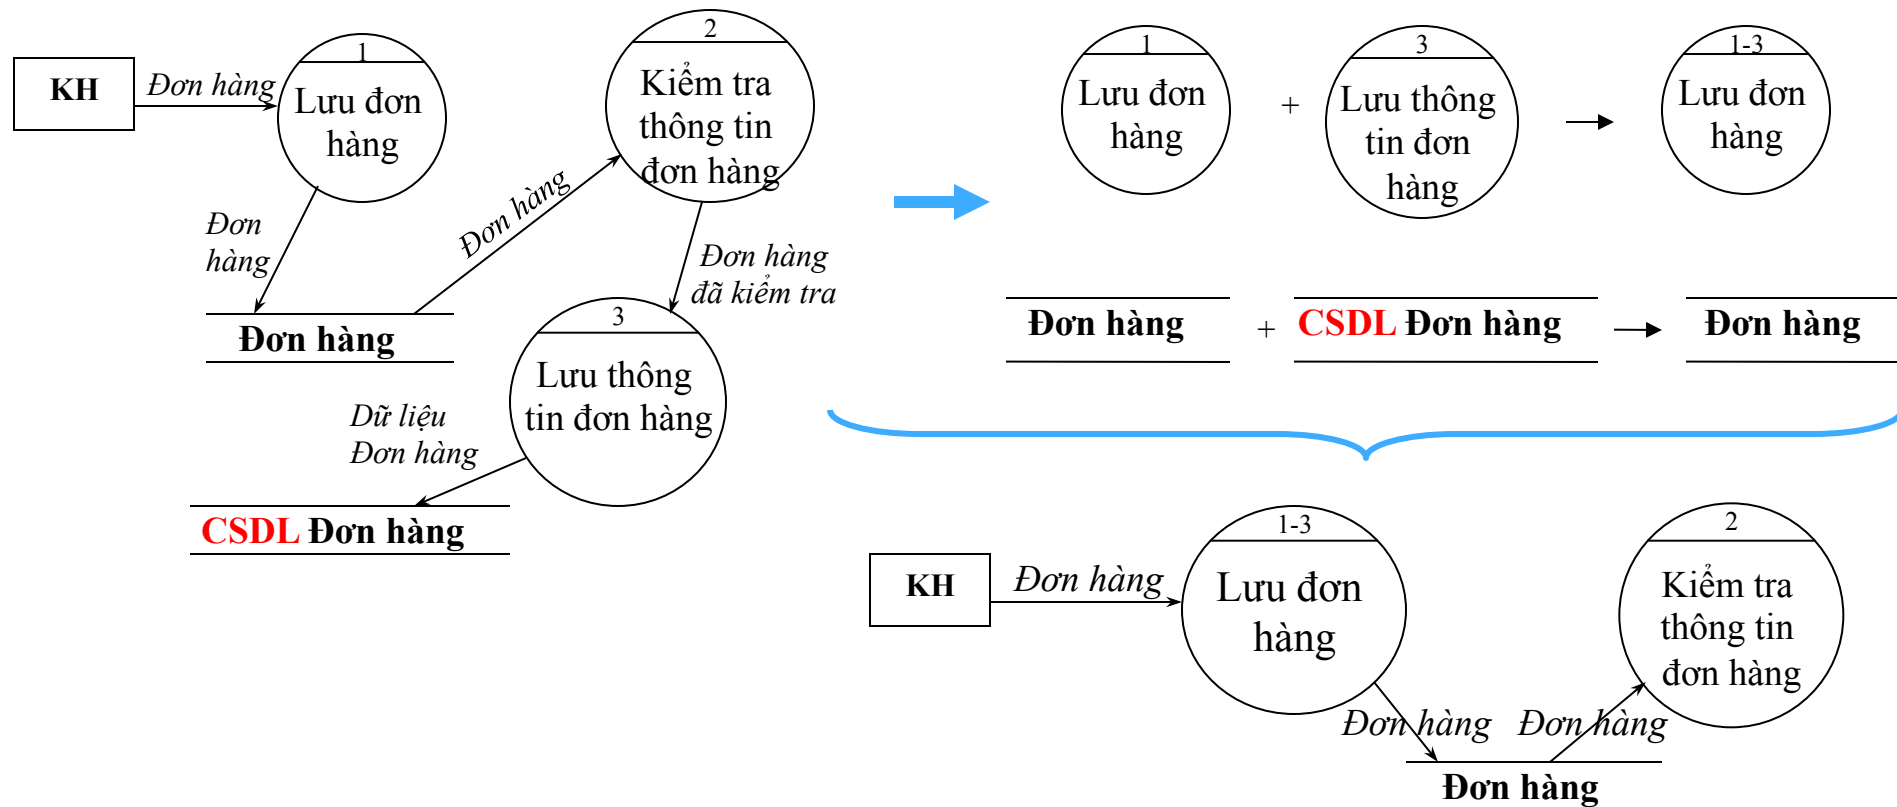 KH
Đơn hàng
1
Lưu đơn
hàng
2
Kiểm tra
thông tin
đơn hàng
Đơn
hàng
Đơn hàng
Đơn hàng
đã kiểm tra
Đơn hàng
3
Lưu thông
tin đơn hàng
Dữ liệu
Đơn hàng
CSDL Đơn hàng
1
Lưu đơn
hàng
+
3
Lưu thông
tin đơn
hàng
1-3
Lưu đơn
hàng
Đơn hàng
+
CSDL Đơn hàng
Đơn hàng
KH
Đơn hàng
1-3
Lưu đơn
hàng
2
Kiểm tra
thông tin
đơn hàng
Đơn hàng
Đơn hàng
Đơn hàng